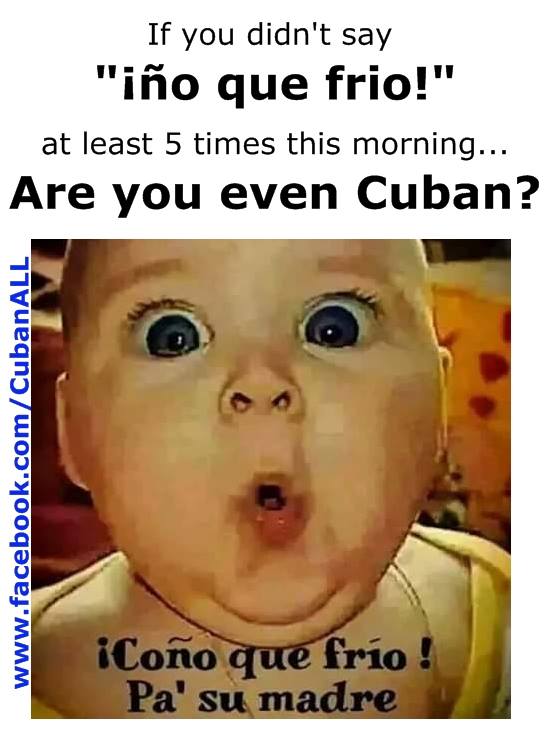 If you didn't say
"iño que frio!"
at least 5 times this morning...
Are you even Cuban?
www.facebook.com/CubanALL
¡Coño que frío !
Pa' su madre